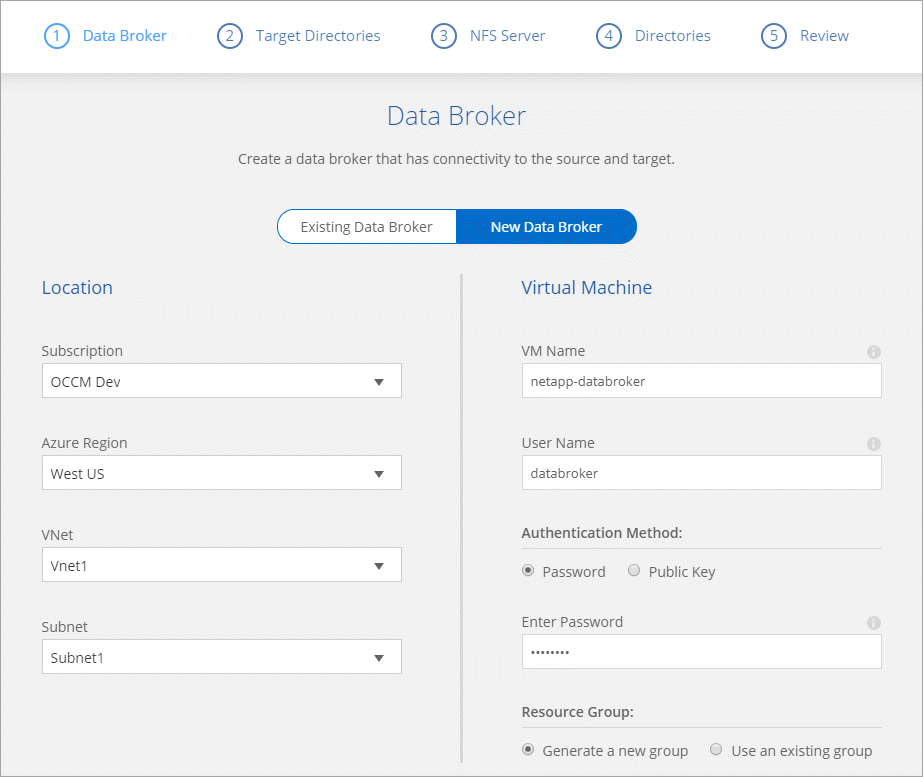 1 Data Broker 2 Target Directories 3 NFS Server 4 Directories 5 Review
Data Broker
Create a data broker that has connectivity to the source and target.
Existing Data Broker New Data Broker
Location
Subscription
OCCM Dev
Azure Region
West US
VNet
Vnet1
Subnet
Subnet1
Virtual Machine
VM Name
netapp-databroker
User Name
databroker
Authentication Method:
Password Public Key
Enter Password
••••••••
Resource Group:
Generate a new group Use an existing group